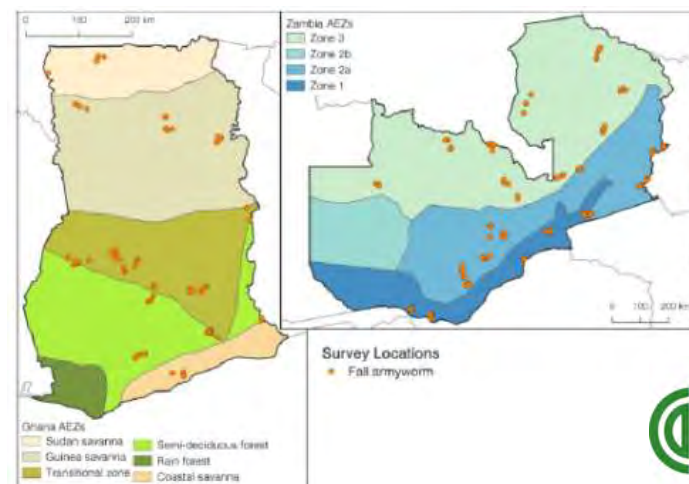 0 100 200 km
Zambia AEZs
Zone 3
Zone 2b
Zone 2a
Zone 1
0 100 200 km
Survey Locations
Fall armyworm
Ghana AEZs
Sudan savanna
Guinea savanna
Transitional zone
Semi-deciduous forest
Rain forest
Coastal savanna